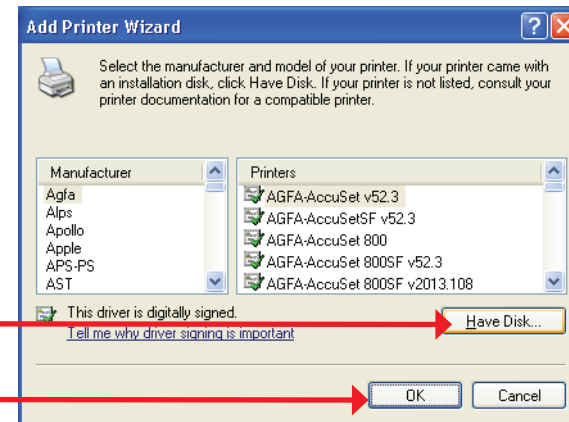 Add Printer Wizard
Select the manufacturer and model of your printer. If your printer came with
an installation disk, click Have Disk. If your printer is not listed, consult your
printer documentation for a compatible printer.
Manufacturer
Agfa
Alps
Apollo
Apple
APS-PS
AST
Printers
AGFA-AccuSet v52.3
AGFA-AccuSetSF v52.3
AGFA-AccuSet 800
AGFA-AccuSet 800SF v52.3
AGFA-AccuSet 800SF v2013.108
This driver is digitally signed.
Tell me why driver signing is important
Have Disk...
OK
Cancel